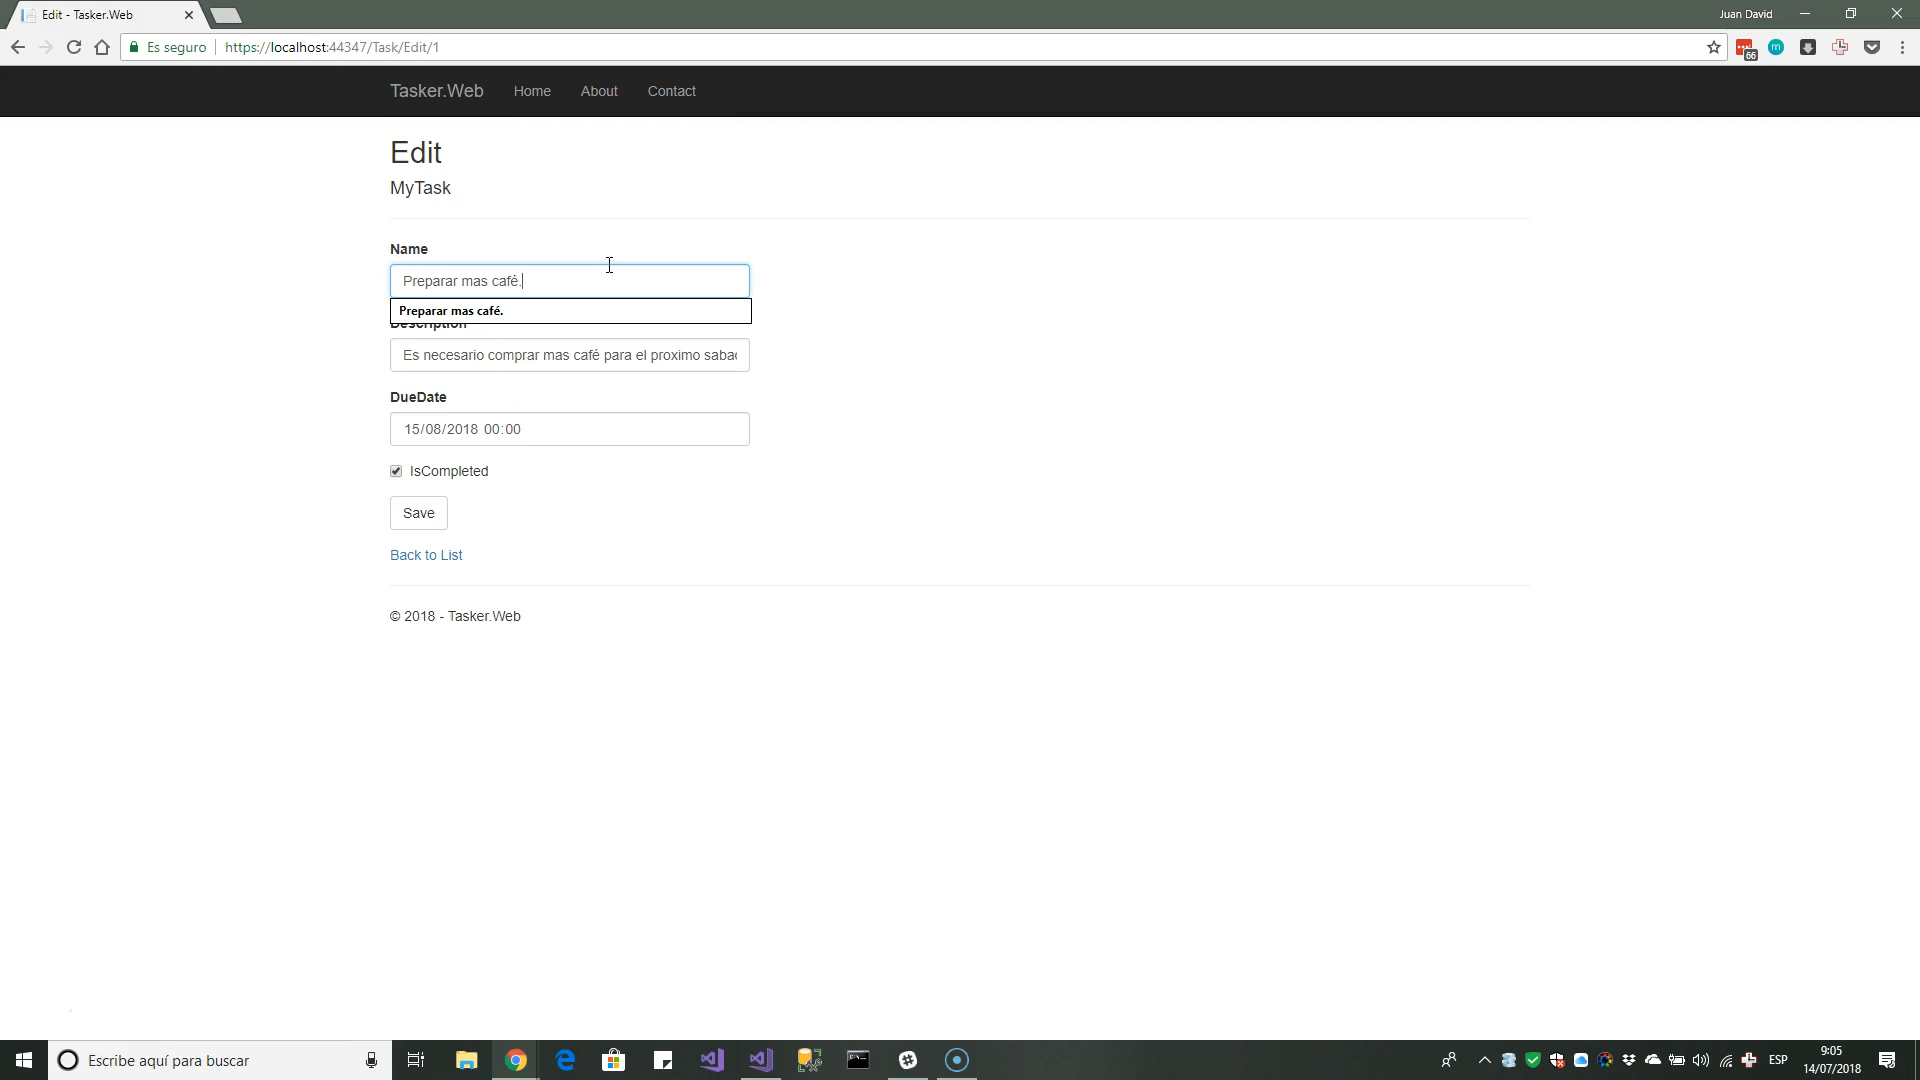 Edit - Tasker.Web
Juan David
Es seguro
https://localhost:44347/Task/Edit/1
66
m
Tasker.Web
Home
About
Contact
Edit
MyTask
Name
Preparar mas café.
Preparar mas café.
Description
Es necesario comprar mas café para el proximo sabad
DueDate
15/08/2018 00:00
IsCompleted
Save
Back to List
© 2018 - Tasker.Web
Escribe aquí para buscar
ESP
9:05
14/07/2018